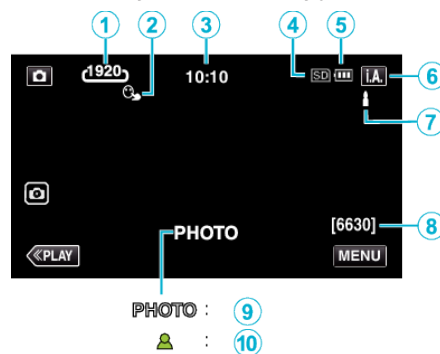 1 2 3 4 5
1920 10:10 SD i.A. 6
7
PHOTO [6630] 8
≪PLAY MENU
PHOTO : 9
: 10